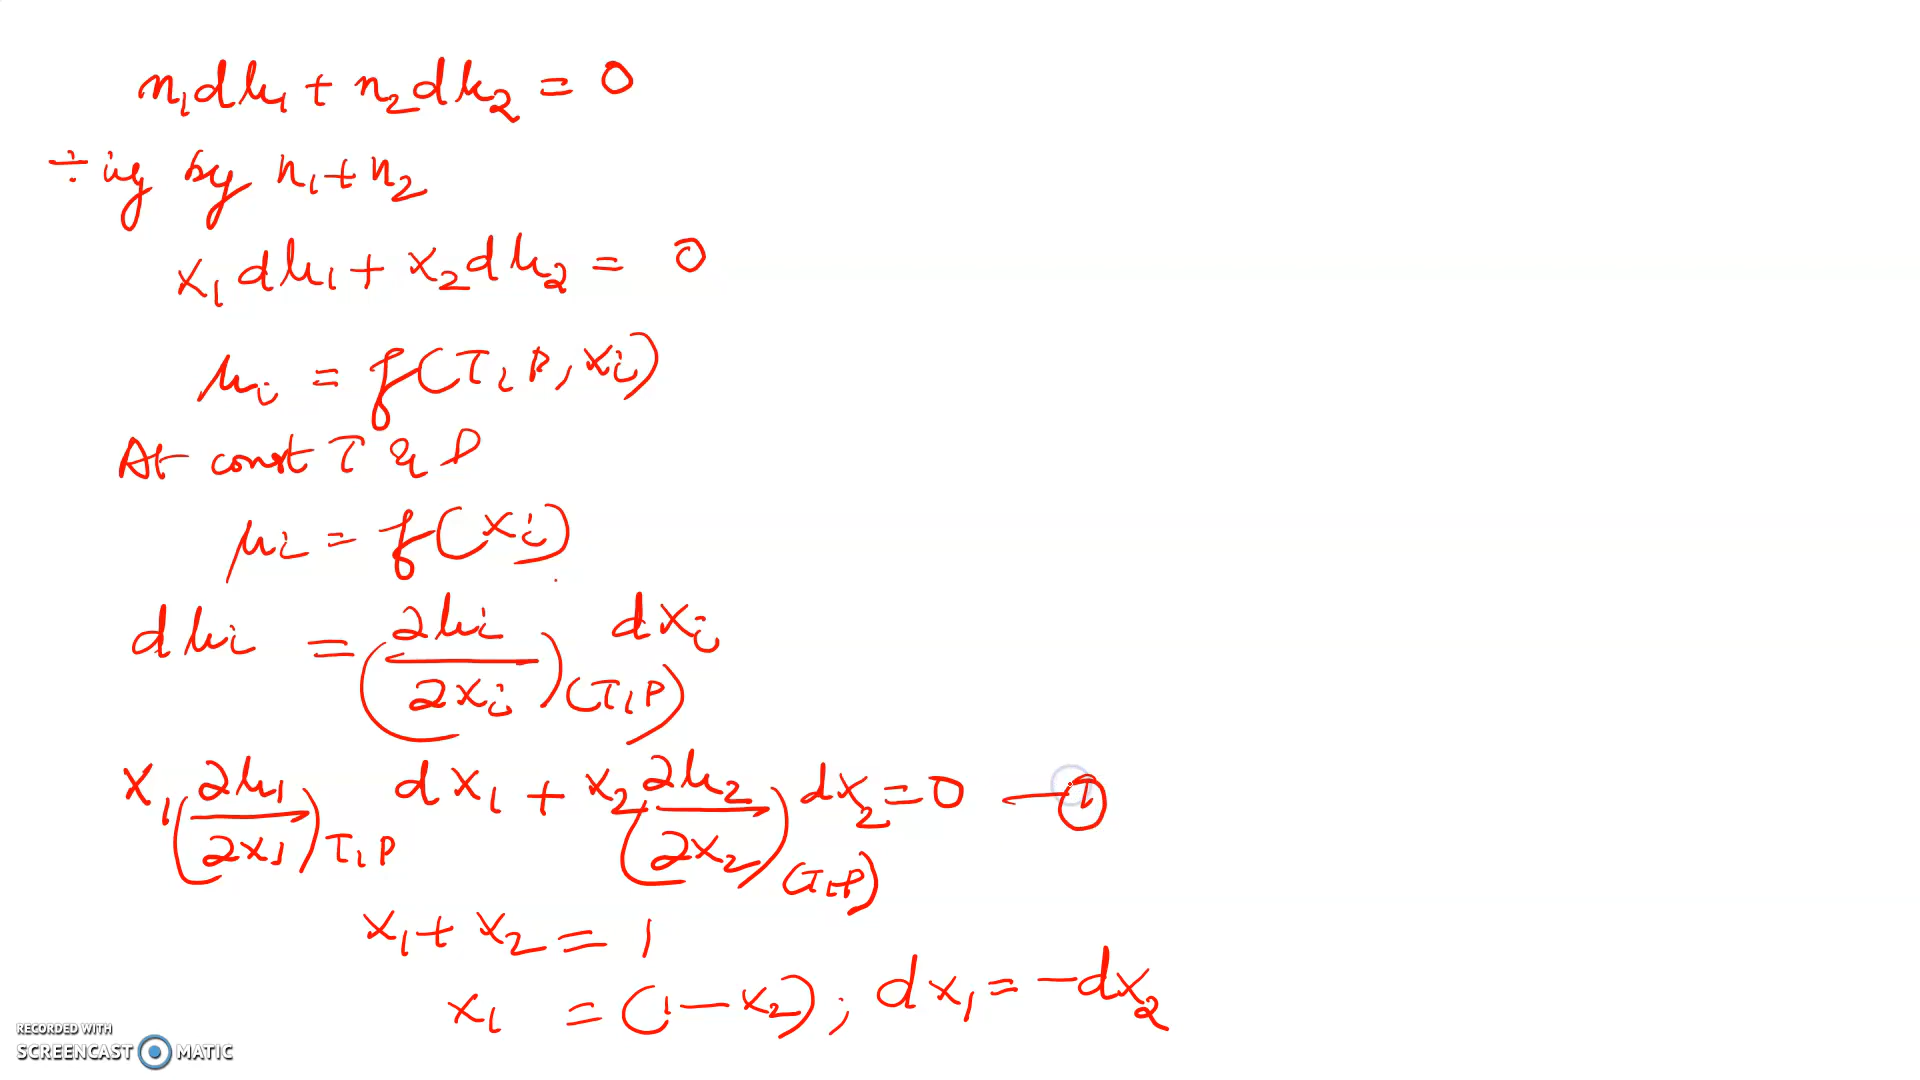 n₁dμ₁ + n₂dμ₂ = 0
÷ ing by n₁+n₂
x₁dμ₁ + x₂dμ₂ = 0
μᵢ = f(T, P, xᵢ)
At const T & P
μᵢ = f(xᵢ)
dμᵢ = (∂μᵢ/∂xᵢ)(T, P) dxᵢ
x₁(∂μ₁/∂x₁)T, P dx₁ + x₂(∂μ₂/∂x₂)(T, P) dx₂ = 0 — ①
x₁ + x₂ = 1
x₁ = (1 − x₂); dx₁ = −dx₂
RECORDED WITH
SCREENCAST MATIC